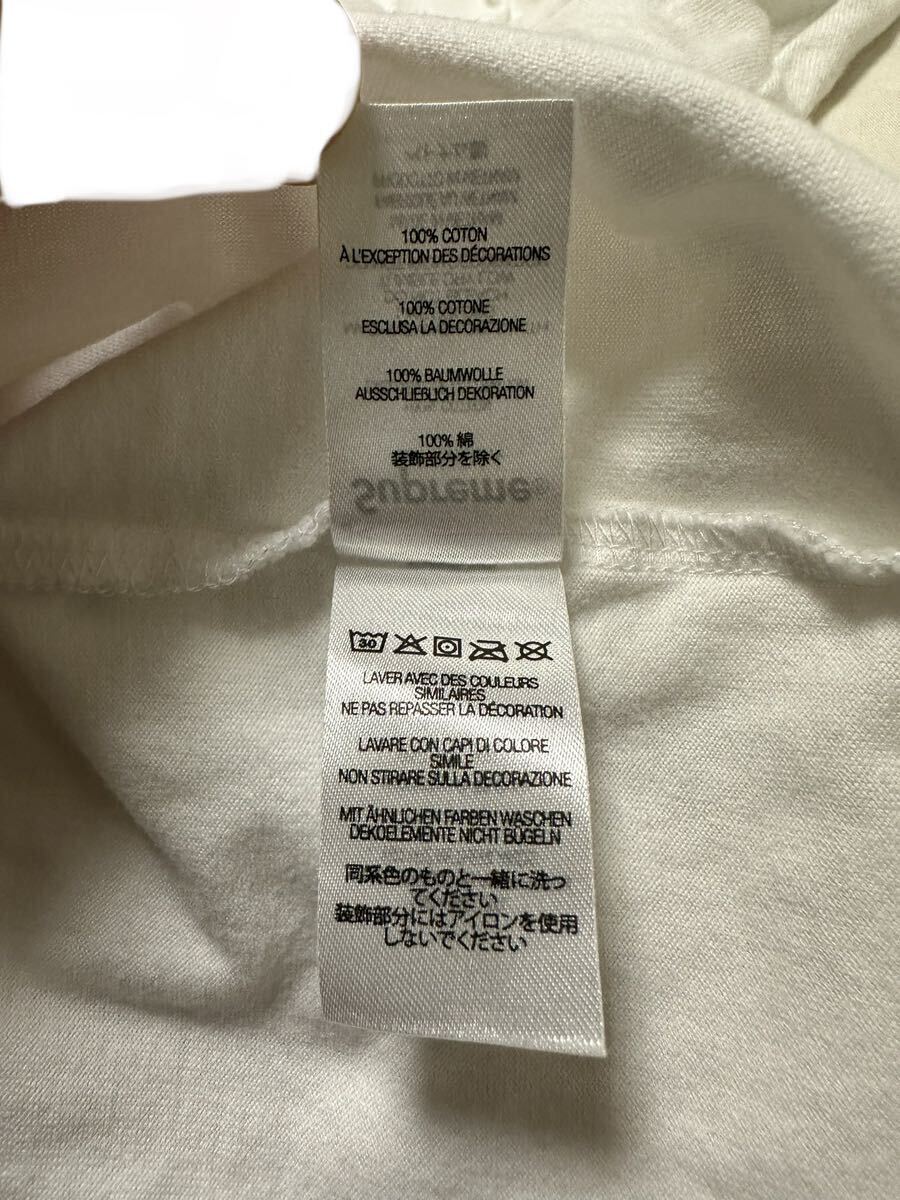 100% COTON
À L'EXCEPTION DES DÉCORATIONS
100% COTONE
ESCLUSA LA DECORAZIONE
100% BAUMWOLLE
AUSSCHLIEßLICH DEKORATION
100% 綿
装飾部分を除く
Supreme®
30
LAVER AVEC DES COULEURS
SIMILAIRES
NE PAS REPASSER LA DÉCORATION
LAVARE CON CAPI DI COLORE
SIMILE
NON STIRARE SULLA DECORAZIONE
MIT ÄHNLICHEN FARBEN WASCHEN
DEKOELEMENTE NICHT BÜGELN
同系色のものと一緒に洗っ
てください
装飾部分にはアイロンを使用
しないでください